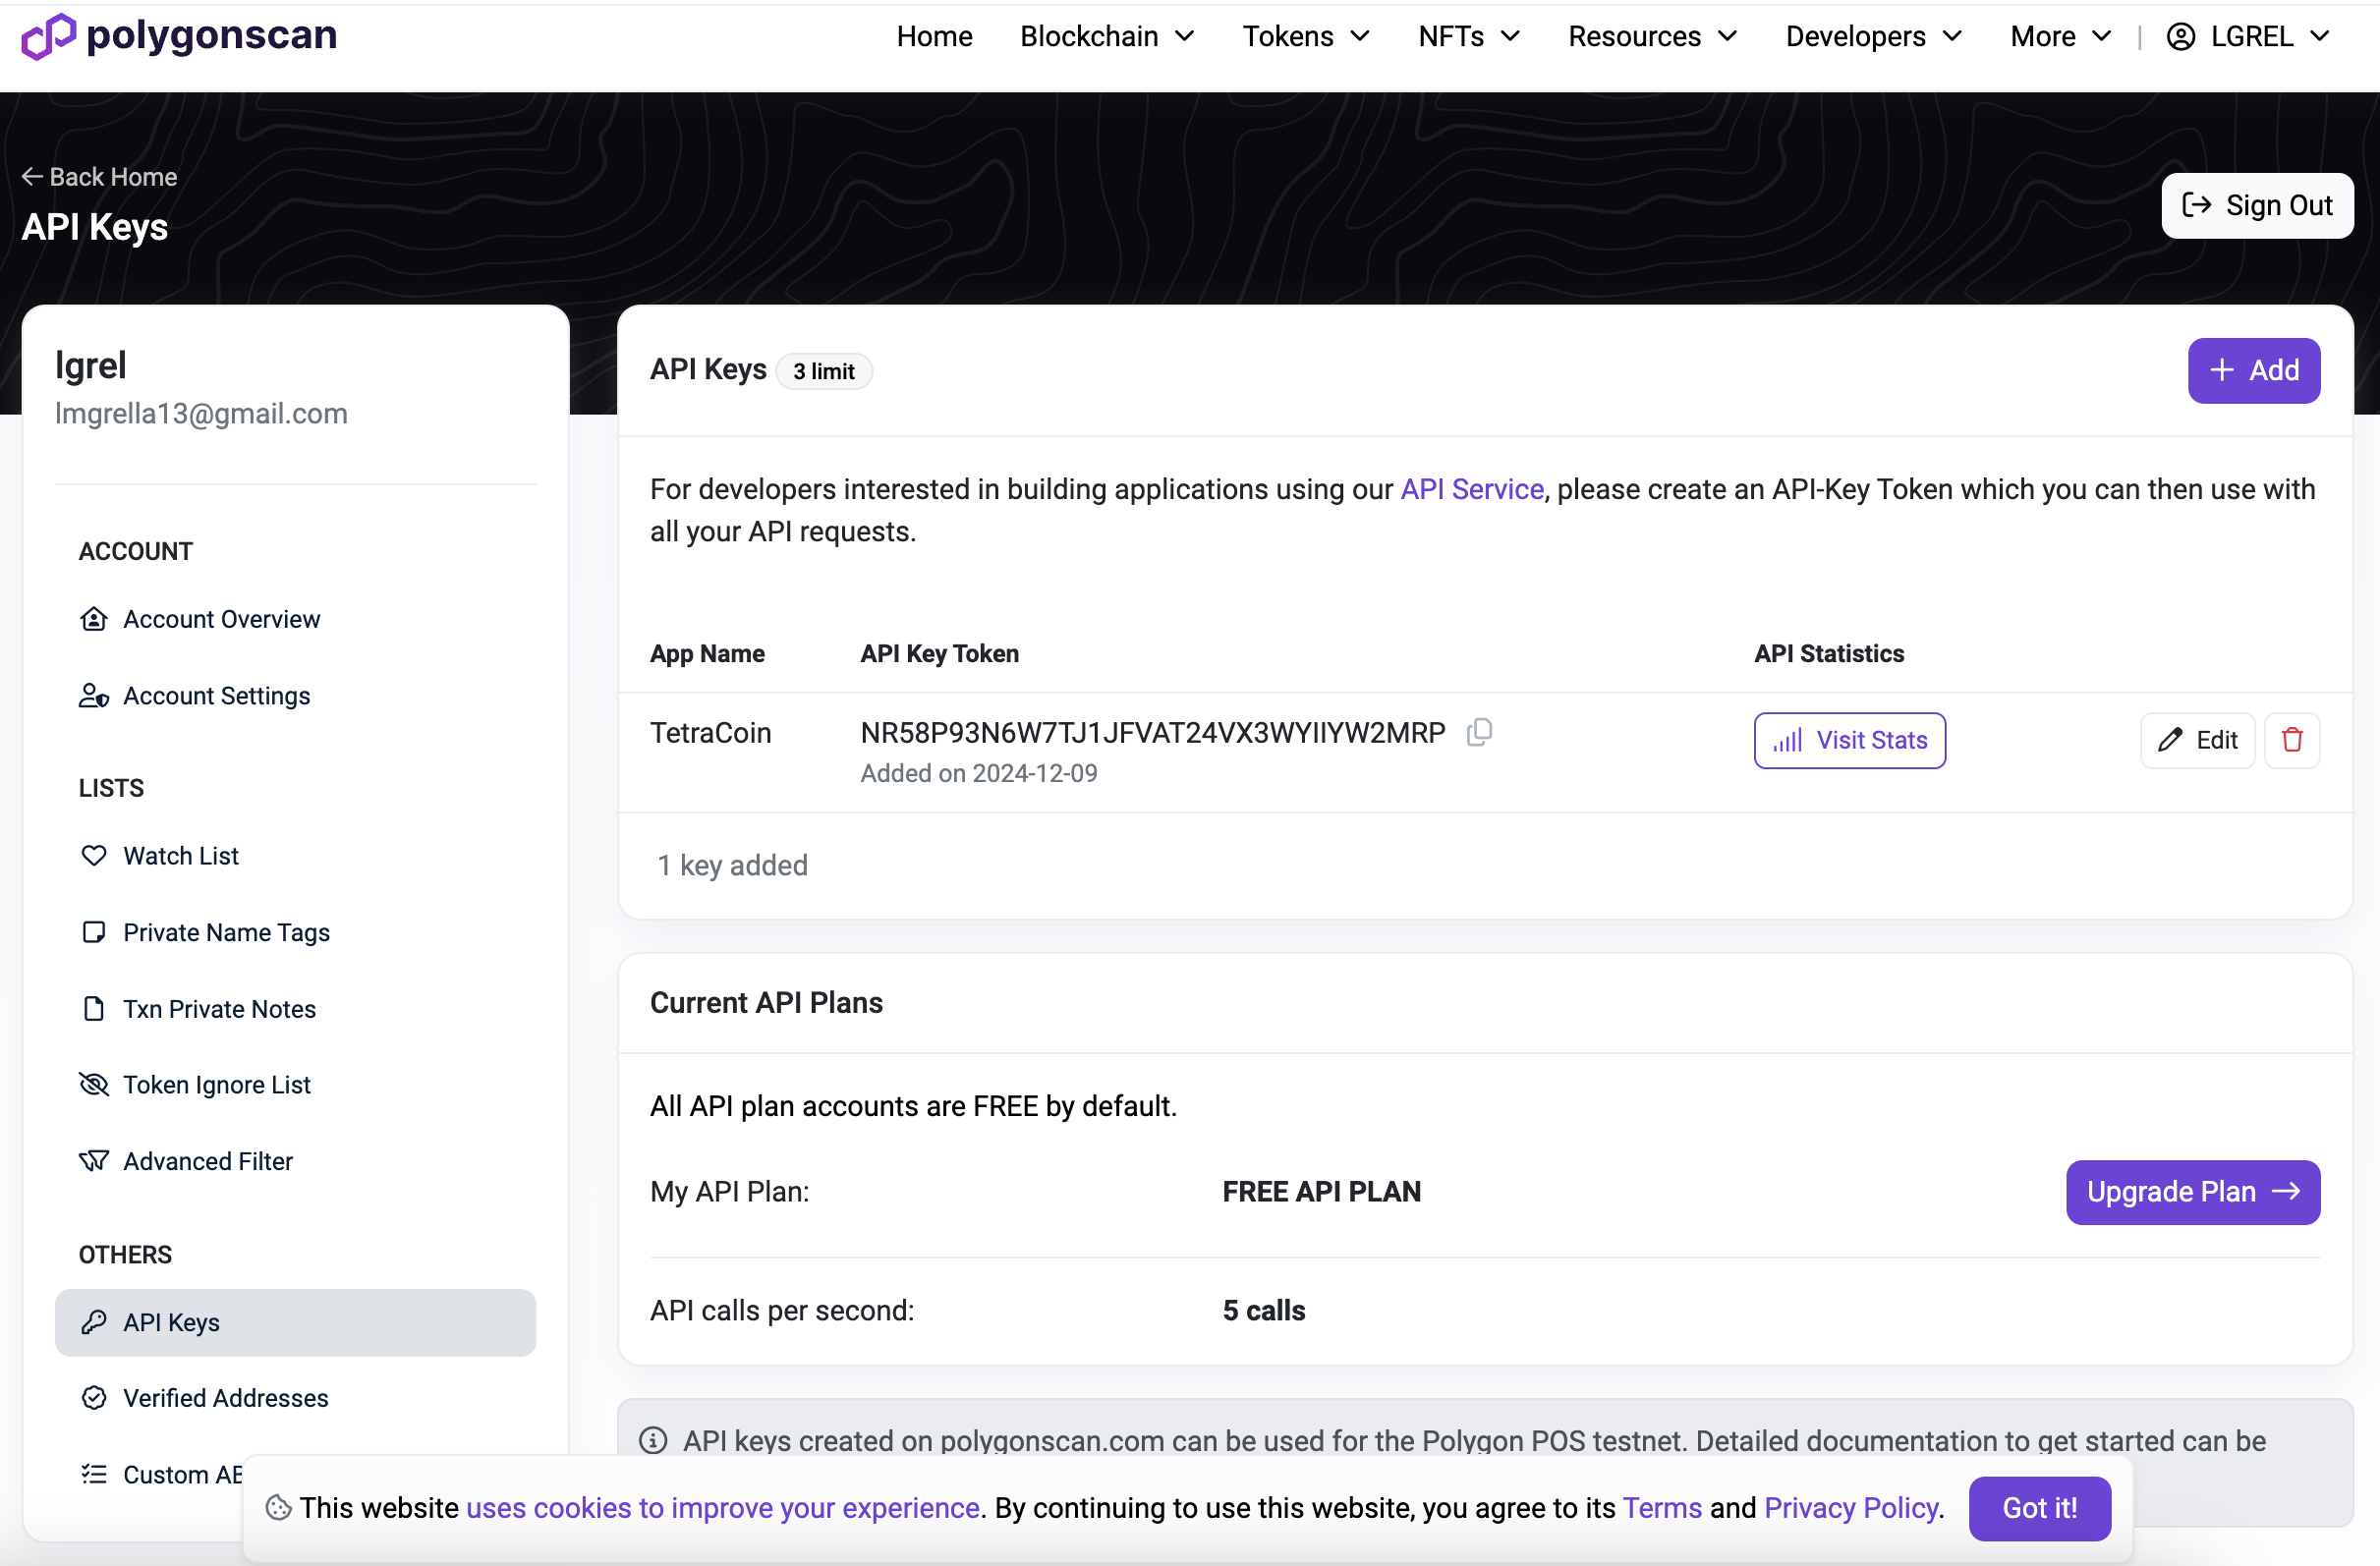 polygonscan
Home Blockchain Tokens NFTs Resources Developers More | LGREL
Back Home
API Keys
Sign Out
lgrel
lmgrella13@gmail.com
ACCOUNT
Account Overview
Account Settings
LISTS
Watch List
Private Name Tags
Txn Private Notes
Token Ignore List
Advanced Filter
OTHERS
API Keys
Verified Addresses
Custom AB
API Keys 3 limit
+ Add
For developers interested in building applications using our API Service, please create an API-Key Token which you can then use with
all your API requests.
App Name API Key Token API Statistics
TetraCoin NR58P93N6W7TJ1JFVAT24VX3WYIIYW2MRP Visit Stats Edit
Added on 2024-12-09
1 key added
Current API Plans
All API plan accounts are FREE by default.
My API Plan: FREE API PLAN Upgrade Plan
API calls per second: 5 calls
API keys created on polygonscan.com can be used for the Polygon POS testnet. Detailed documentation to get started can be
This website uses cookies to improve your experience. By continuing to use this website, you agree to its Terms and Privacy Policy. Got it!